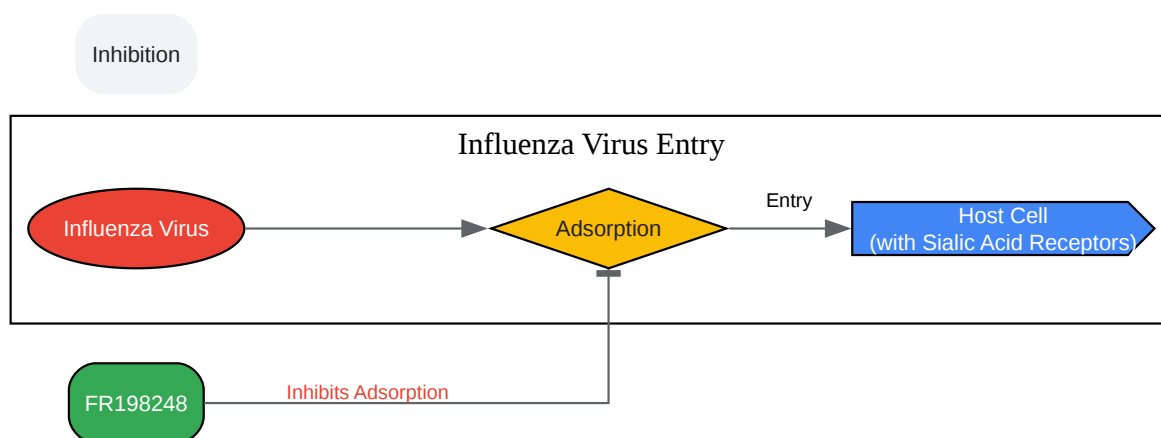 Inhibition
Influenza Virus Entry
Influenza Virus
Adsorption
Entry
Host Cell
(with Sialic Acid Receptors)
FR198248
Inhibits Adsorption